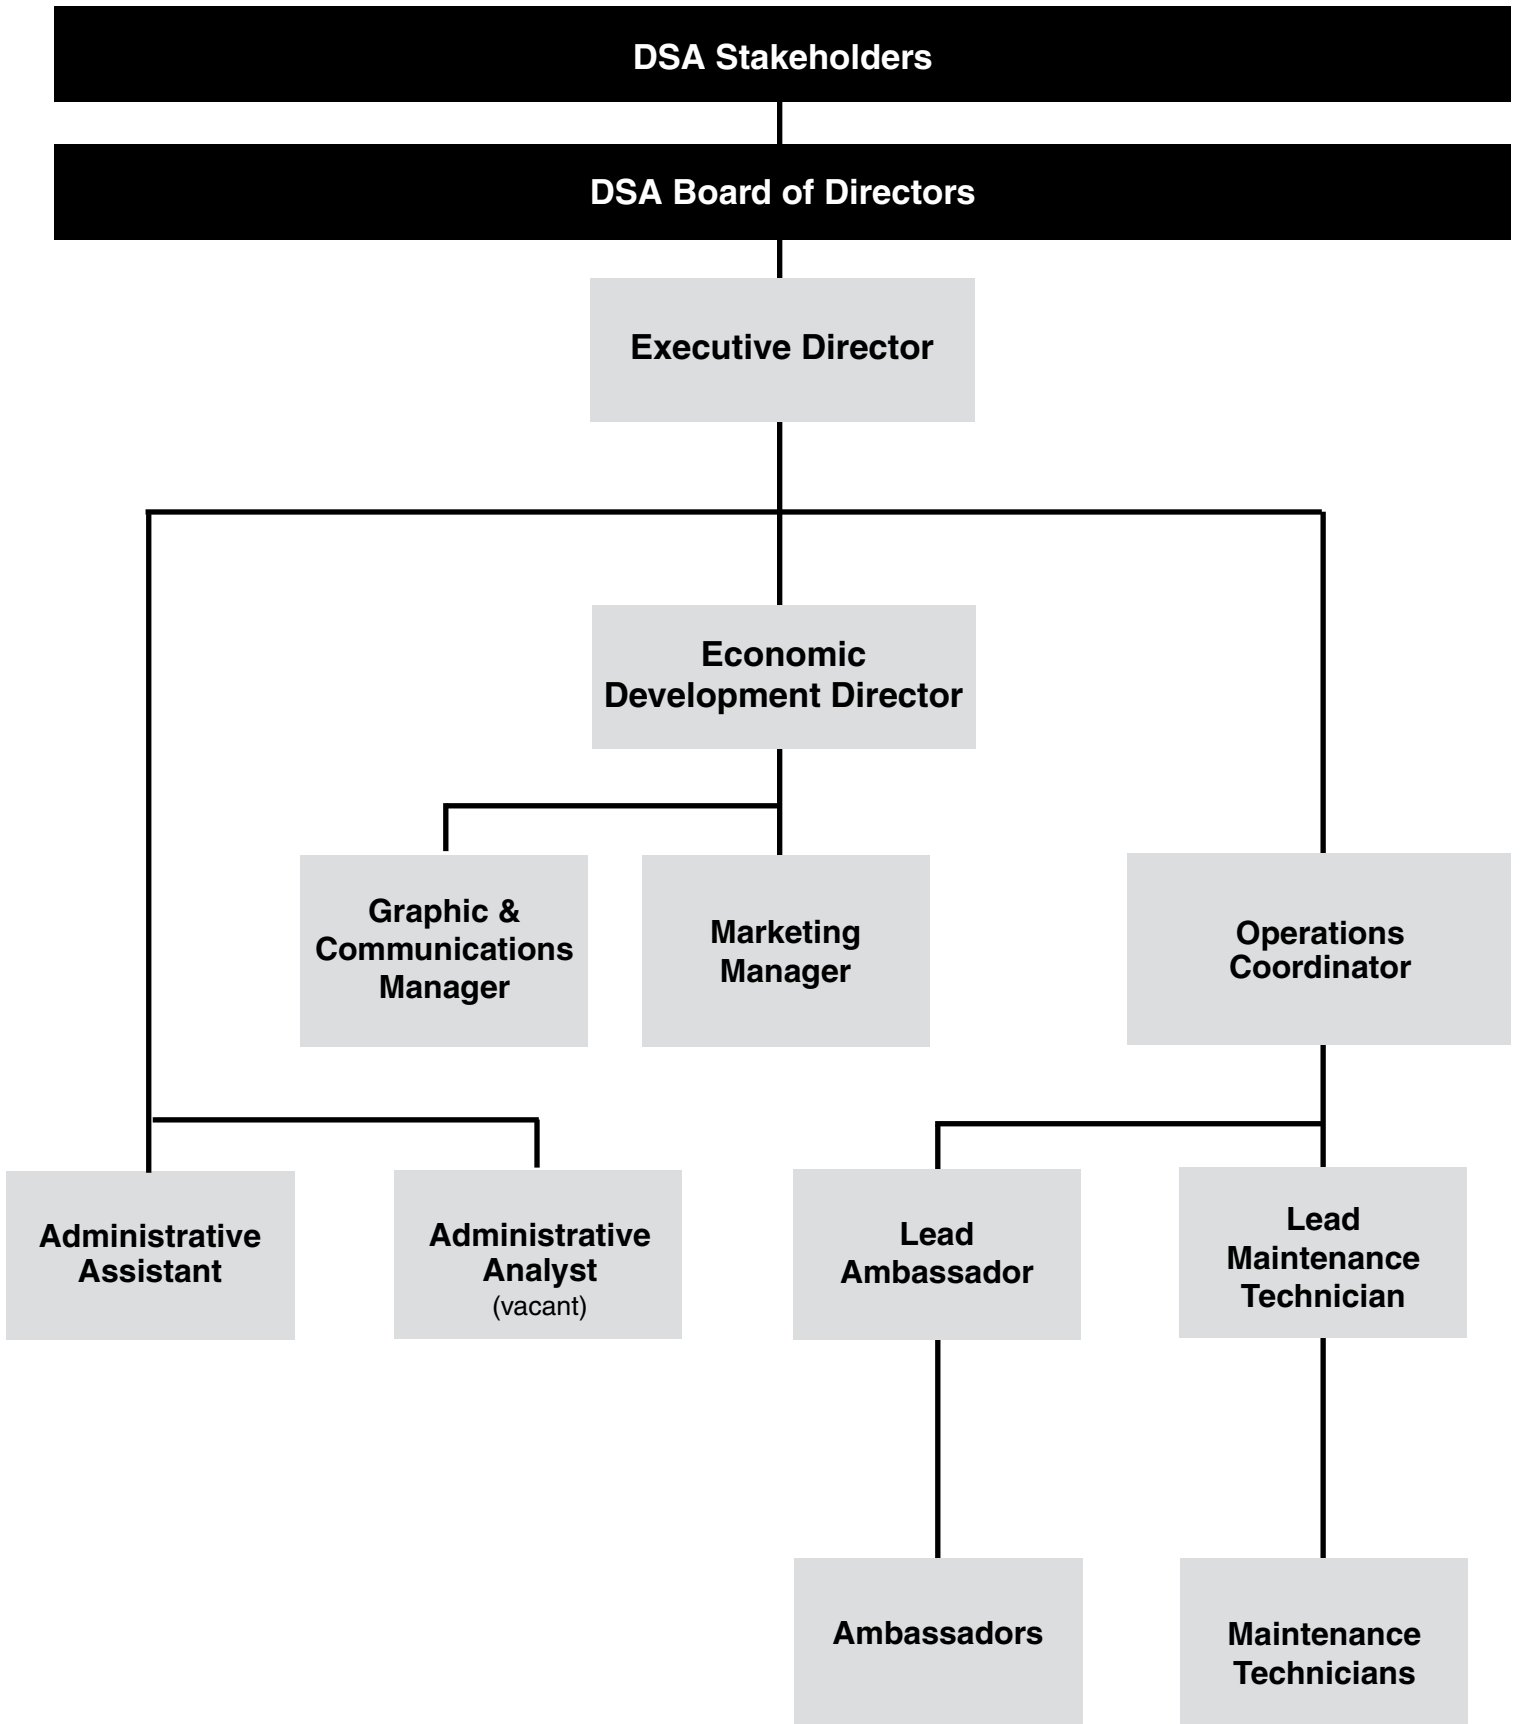 DSA Stakeholders
DSA Board of Directors
Executive Director
Economic
Development Director
Graphic &
Communications
Manager
Marketing
Manager
Operations
Coordinator
Administrative
Assistant
Administrative
Analyst
(vacant)
Lead
Ambassador
Lead
Maintenance
Technician
Ambassadors
Maintenance
Technicians